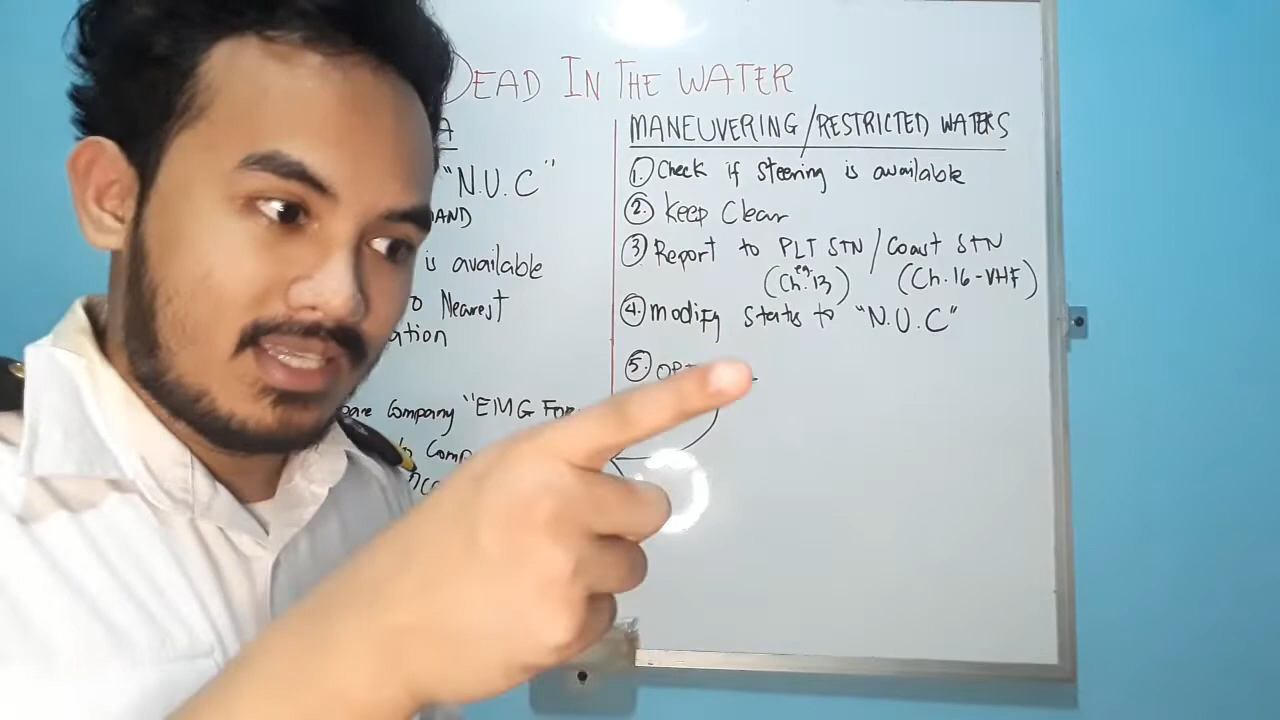 DEAD IN THE WATER
"N.U.C"
is available
Nearest
Company "EMG
MANEUVERING/RESTRICTED WATERS
1. Check if steering is available
2. Keep Clear
3. Report to PLT STN/Coast STN
(eg. Ch.13) (Ch.16-VHF)
4. Modify status to "N.U.C"
5.